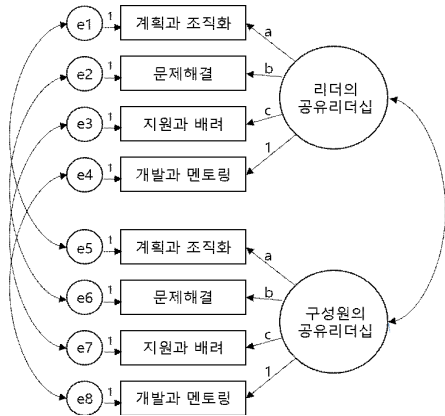 e1 1 계획과 조직화 a
e2 1 문제해결 b
e3 1 지원과 배려 c
e4 1 개발과 멘토링 1
리더의
공유리더십
e5 1 계획과 조직화 a
e6 1 문제해결 b
e7 1 지원과 배려 c
e8 1 개발과 멘토링 1
구성원의
공유리더십